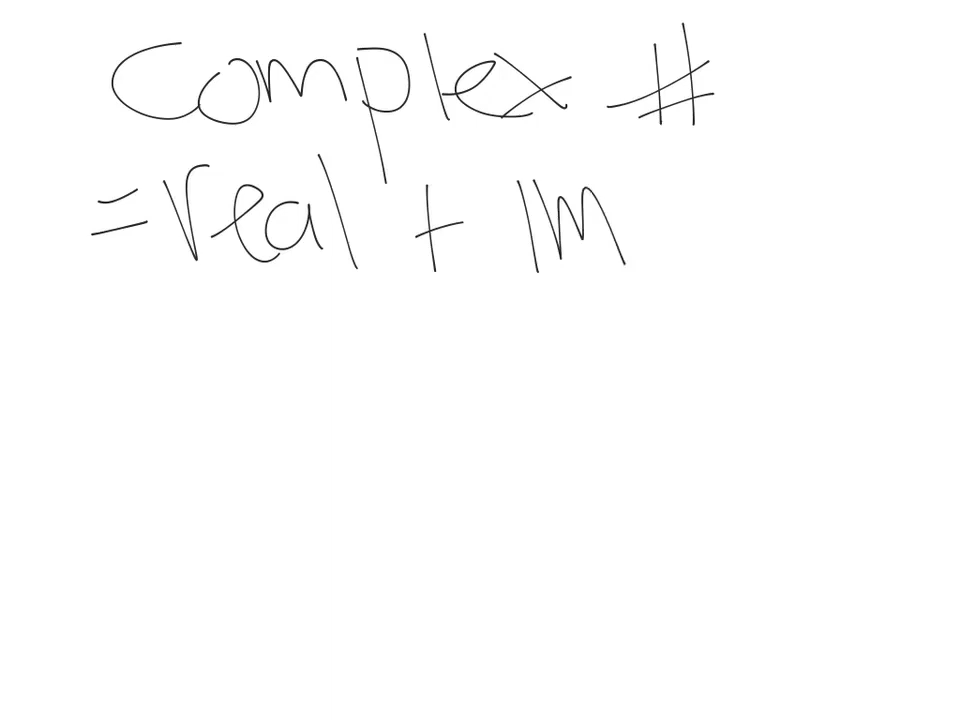 Complex #
= real + Im